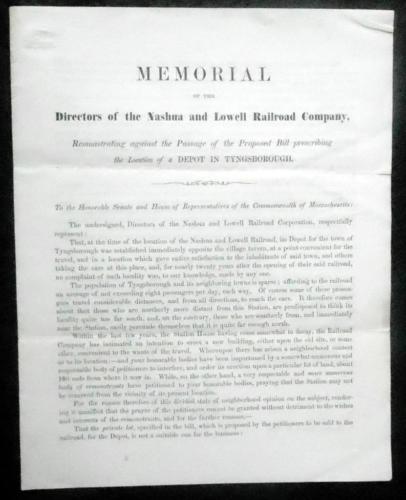 MEMORIAL
OF THE
Directors of the Nashua and Lowell Railroad Company,
Remonstrating against the Passage of the Proposed Bill prescribing
the Location of a DEPOT IN TYNGSBOROUGH.
To the Honorable Senate and House of Representatives of the Commonwealth of Massachusetts:
The undersigned, Directors of the Nashua and Lowell Railroad Corporation, respectfully
represent:
That, at the time of the location of the Nashua and Lowell Railroad, its Depot for the town of
Tyngsborough was established immediately opposite the village tavern, at a point convenient for the
travel, and in a location which gave entire satisfaction to the inhabitants of said town, and others
taking the cars at this place, and, for nearly twenty years after the opening of their said railroad,
no complaint of such locality was, to our knowledge, made by any one.
The population of Tyngsborough and its neighboring towns is sparse; affording to the railroad
an average of not exceeding eight passengers per day, each way. Of course some of these passen-
gers travel considerable distances, and from all directions, to reach the cars. It therefore comes
about that those who are northerly more distant from this Station, are predisposed to think its
locality quite too far south, and, on the contrary, those who are westerly from, and immediately
near the Station, easily persuade themselves that it is quite far enough north.
Within the last few years, the Station House having come somewhat to decay, the Railroad
Company has intimated an intention to erect a new building, either upon the old site, or some
other, convenient to the wants of the travel. Whereupon there has arisen a neighborhood contest
as to its location:—and your honorable bodies have been importuned by a somewhat numerous and
respectable body of petitioners to interfere, and order its erection upon a particular lot of land, about
160 rods from where it now is. While, on the other hand, a very respectable and more numerous
body of remonstrants have petitioned to your honorable bodies, praying that the Station may not
be removed from the vicinity of its present location.
For the reason therefore of this divided state of neighborhood opinion on the subject, render-
ing it manifest that the prayer of the petitioners cannot be granted without detriment to the wishes
and interests of the remonstrants, and for the farther reason,—
That the private lot, specified in the bill, which is proposed by the petitioners to be sold to the
railroad, for the Depot, is not a suitable one for the business: